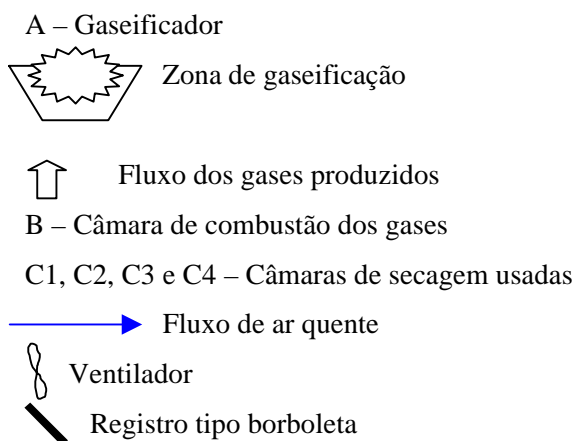 A – Gaseificador
Zona de gaseificação
Fluxo dos gases produzidos
B – Câmara de combustão dos gases
C1, C2, C3 e C4 – Câmaras de secagem usadas
Fluxo de ar quente
Ventilador
Registro tipo borboleta